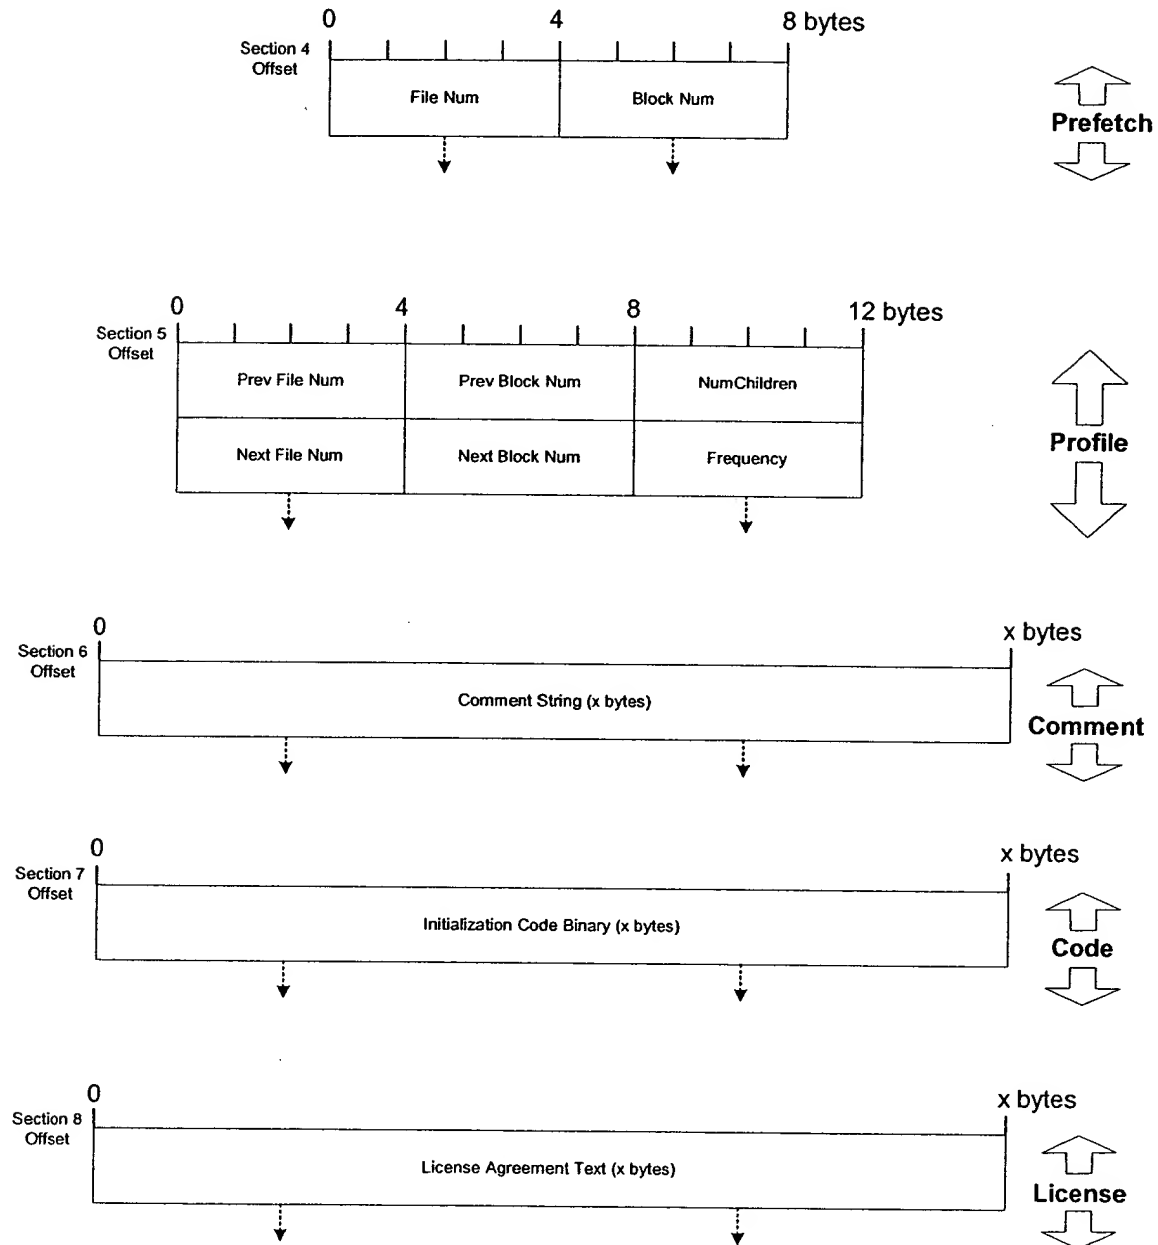 0 4 8 bytes
Section 4
Offset
File Num Block Num
Prefetch
0 4 8 12 bytes
Section 5
Offset
Prev File Num Prev Block Num NumChildren
Next File Num Next Block Num Frequency
Profile
0 x bytes
Section 6
Offset
Comment String (x bytes)
Comment
0 x bytes
Section 7
Offset
Initialization Code Binary (x bytes)
Code
0 x bytes
Section 8
Offset
License Agreement Text (x bytes)
License